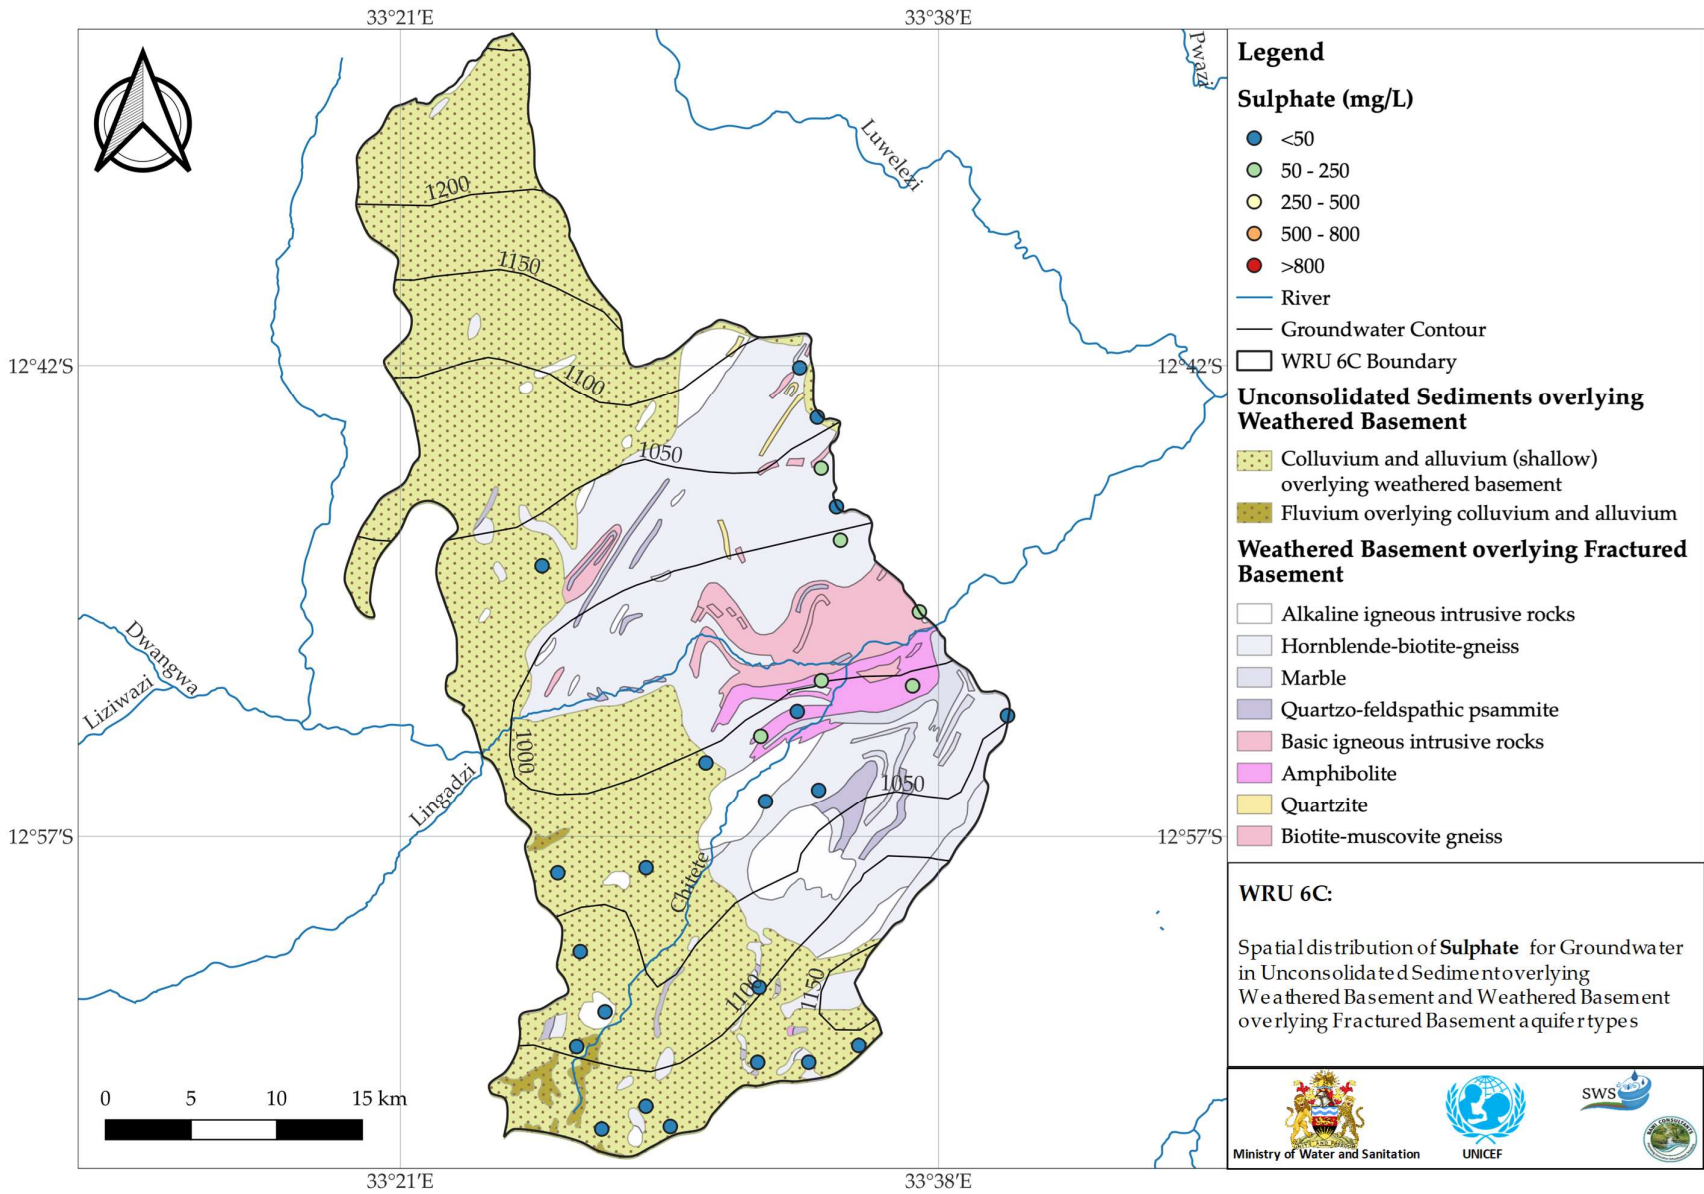 33°21'E
33°38'E
Pwazi
Luwelezi
1200
1150
12°42'S
12°42'S
1100
1050
Dwangwa
Liziwazi
1000
Lingadzi
1050
12°57'S
12°57'S
Chitete
1100
1150
0 5 10 15 km
33°21'E
33°38'E
Legend
Sulphate (mg/L)
<50
50 - 250
250 - 500
500 - 800
>800
River
Groundwater Contour
WRU 6C Boundary
Unconsolidated Sediments overlying
Weathered Basement
Colluvium and alluvium (shallow)
overlying weathered basement
Fluvium overlying colluvium and alluvium
Weathered Basement overlying Fractured
Basement
Alkaline igneous intrusive rocks
Hornblende-biotite-gneiss
Marble
Quartzo-feldspathic psammite
Basic igneous intrusive rocks
Amphibolite
Quartzite
Biotite-muscovite gneiss
WRU 6C:
Spatial distribution of Sulphate for Groundwater
in Unconsolidated Sediment overlying
Weathered Basement and Weathered Basement
overlying Fractured Basement aquifer types
Ministry of Water and Sanitation
UNICEF
SWS